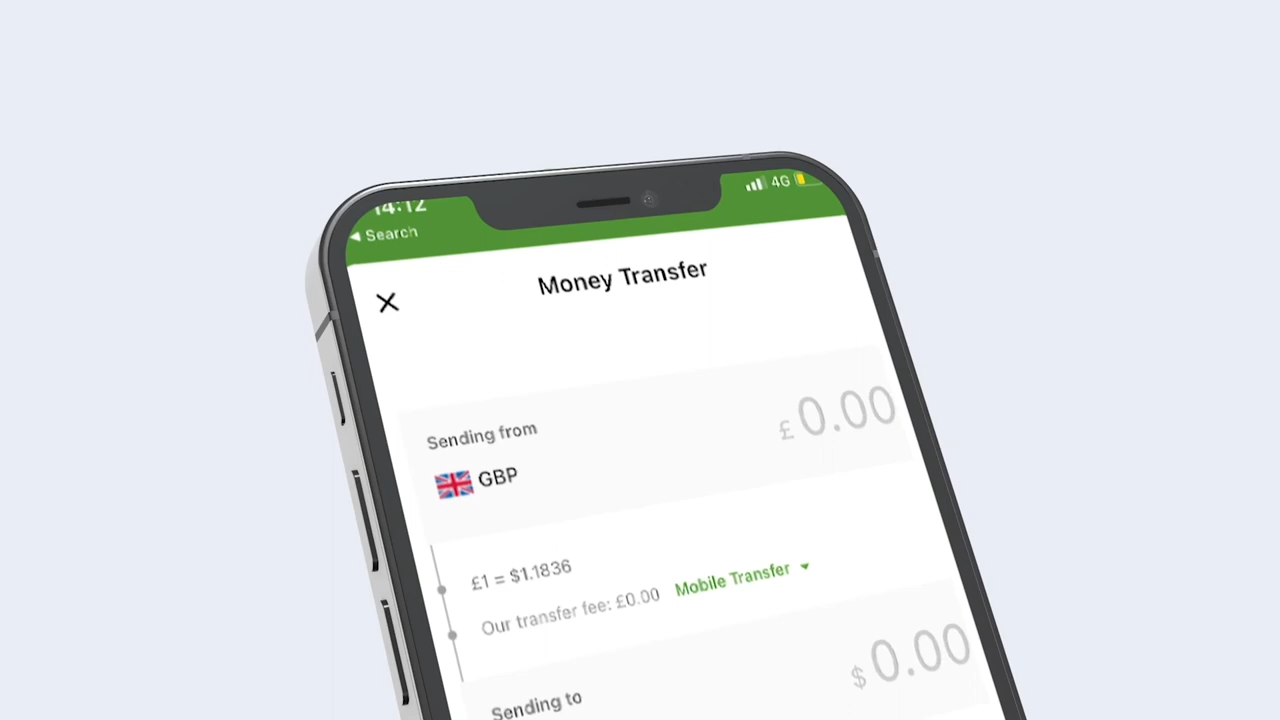 14:12
4G
◀ Search
Money Transfer
Sending from
£0.00
GBP
£1 = $1.1836
Our transfer fee: £0.00 Mobile Transfer
$0.00
Sending to